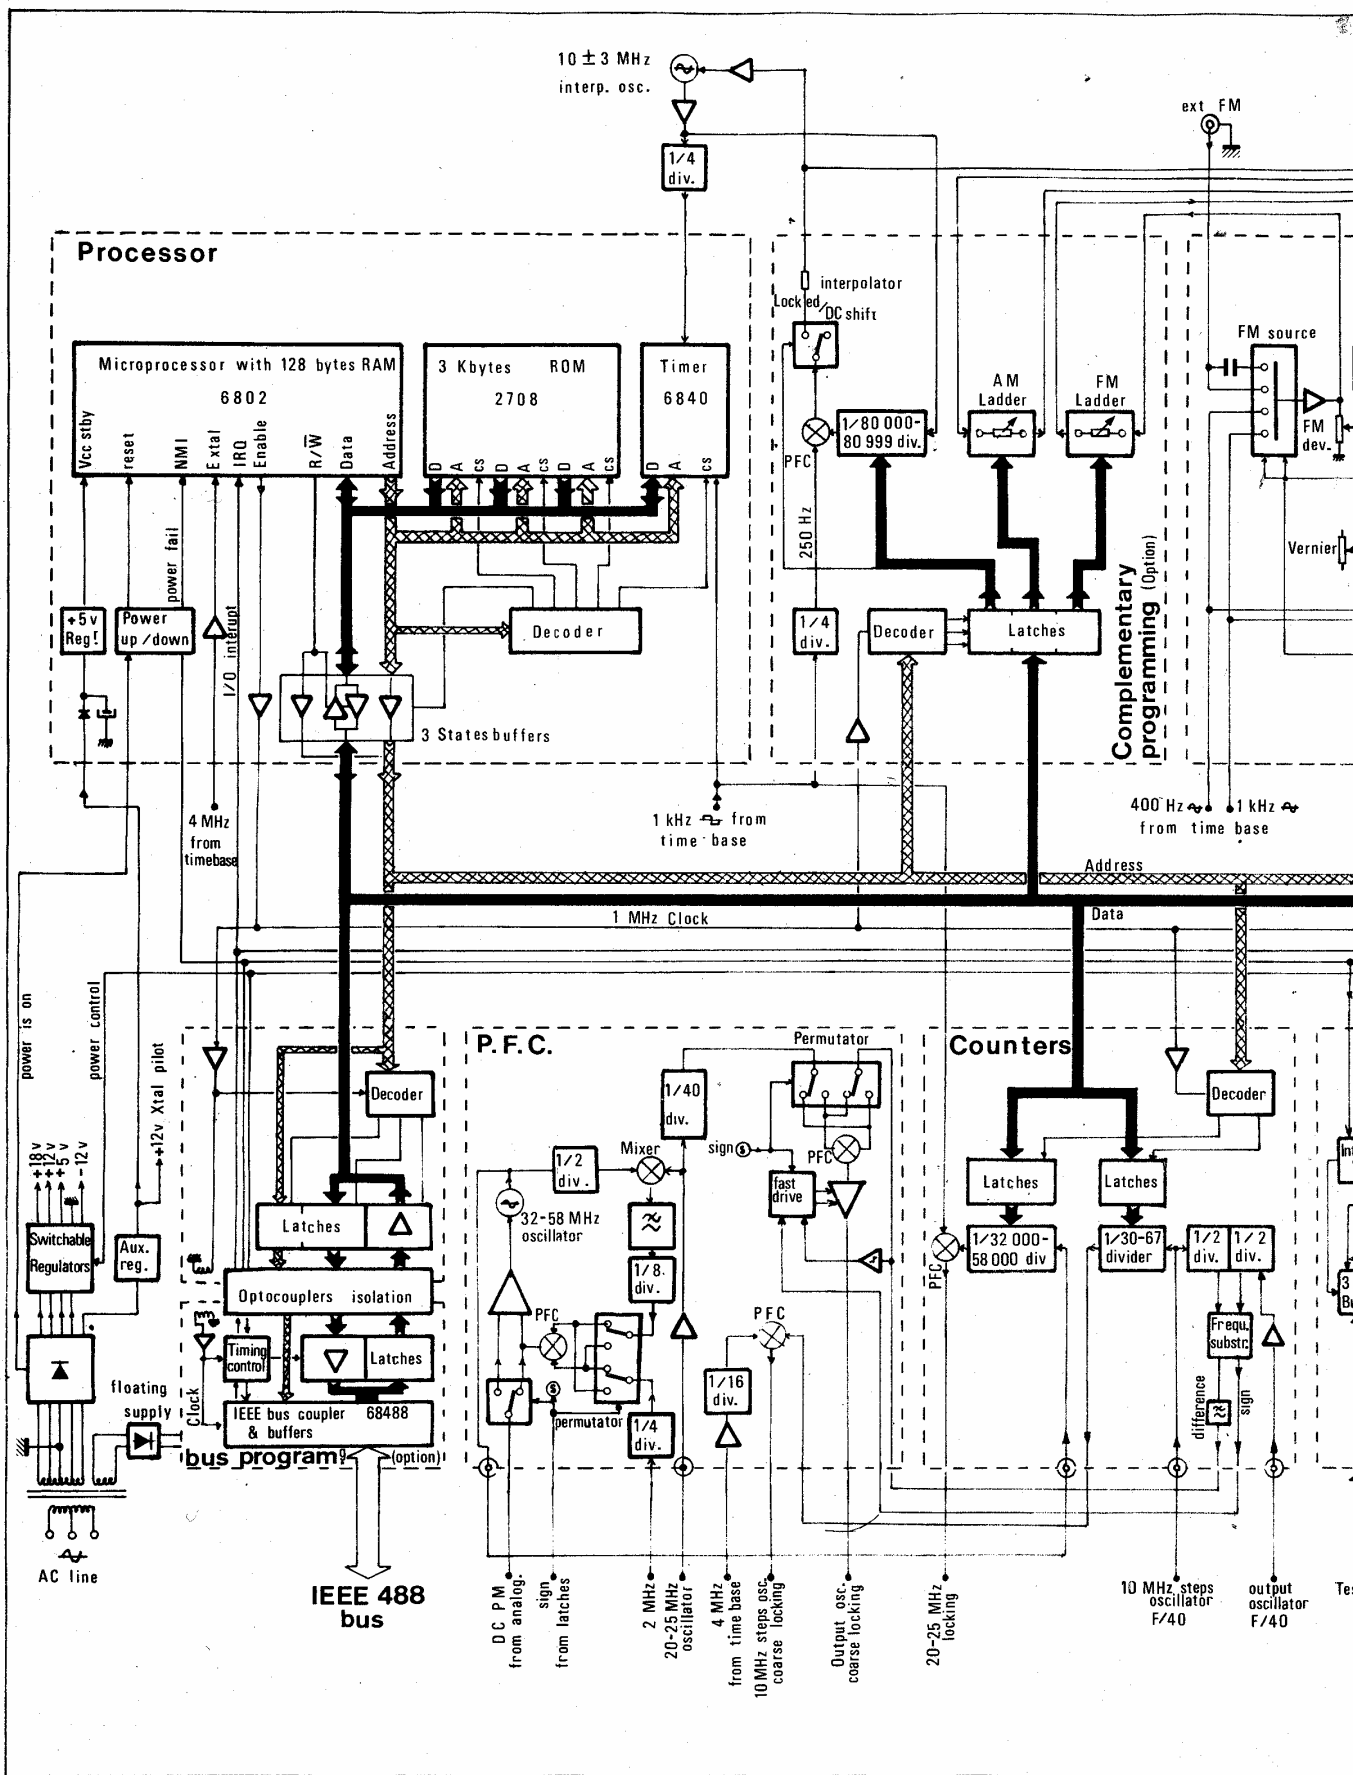 10 ± 3 MHz
interp. osc.
1/4
div.
ext FM
Processor
interpolator
Locked/
DC shift
FM source
Microprocessor with 128 bytes RAM
6802
3 Kbytes ROM
2708
Timer
6840
AM
Ladder
FM
Ladder
1/80 000-
80 999 div.
PFC
FM
dev.
Vcc stby
reset
NMI
Extal
IRQ
Enable
R/W̅
Data
Address
D
A
cs
D
A
cs
D
A
cs
D
A
cs
250 Hz
Vernier
power fail
I/O interupt
+5v
Reg!
Power
up/down
Decoder
1/4
div.
Decoder
Latches
Complementary
programming (Option)
3 States buffers
4 MHz
from
timebase
1 kHz from
time base
400 Hz 1 kHz
from time base
Address
1 MHz Clock
Data
power is on
power control
+12v Xtal pilot
P.F.C.
Permutator
Counters
Decoder
1/40
div.
Decoder
+18v
+12v
+5v
-12v
sign S
Mixer
PFC
1/2
div.
fast
drive
Latches
Latches
Latches
32-58 MHz
oscillator
Switchable
Regulators
Aux.
reg.
1/8
div.
1/32 000-
58 000 div
1/30-67
divider
1/2
div.
1/2
div.
PFC
Optocouplers isolation
PFC
PFC
Frequ.
substr.
Timing
control
Latches
1/16
div.
S
permutator
1/4
div.
difference
sign
floating
supply
Clock
IEEE bus coupler 68488
& buffers
bus programg (option)
AC line
IEEE 488
bus
DC PM
from analog.
sign
from latches
2 MHz
20-25 MHz
oscillator
4 MHz
from time base
10 MHz steps osc.
coarse locking
Output osc.
coarse locking
20-25 MHz
locking
10 MHz steps
oscillator
F/40
output
oscillator
F/40
Int
3
Bu
Tes